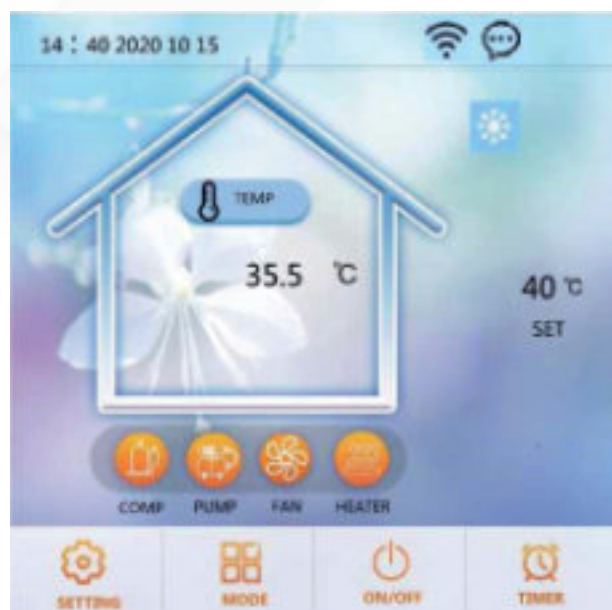 14 : 40 2020 10 15
TEMP
35.5 ℃
40 ℃
SET
COMP PUMP FAN HEATER
SETTING MODE ON/OFF TIMER